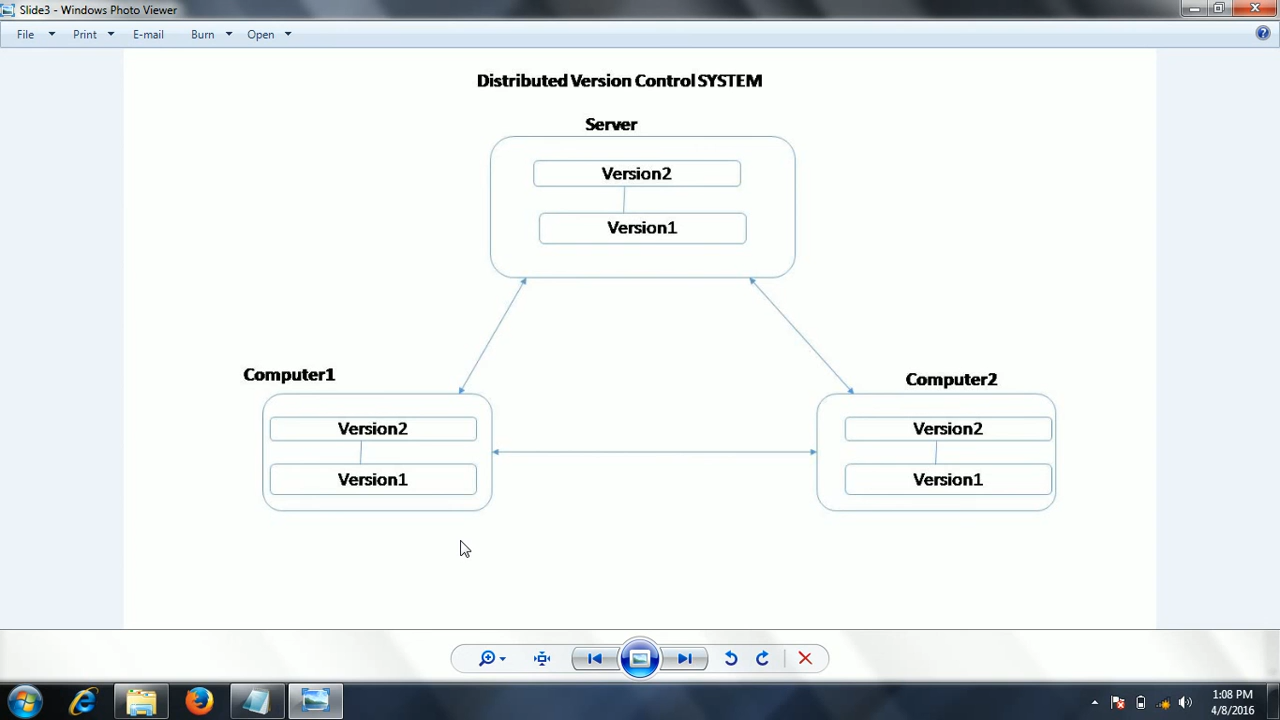 Slide3 - Windows Photo Viewer
File Print E-mail Burn Open
Distributed Version Control SYSTEM
Server
Version2
Version1
Computer1
Version2
Version1
Computer2
Version2
Version1
1:08 PM
4/8/2016